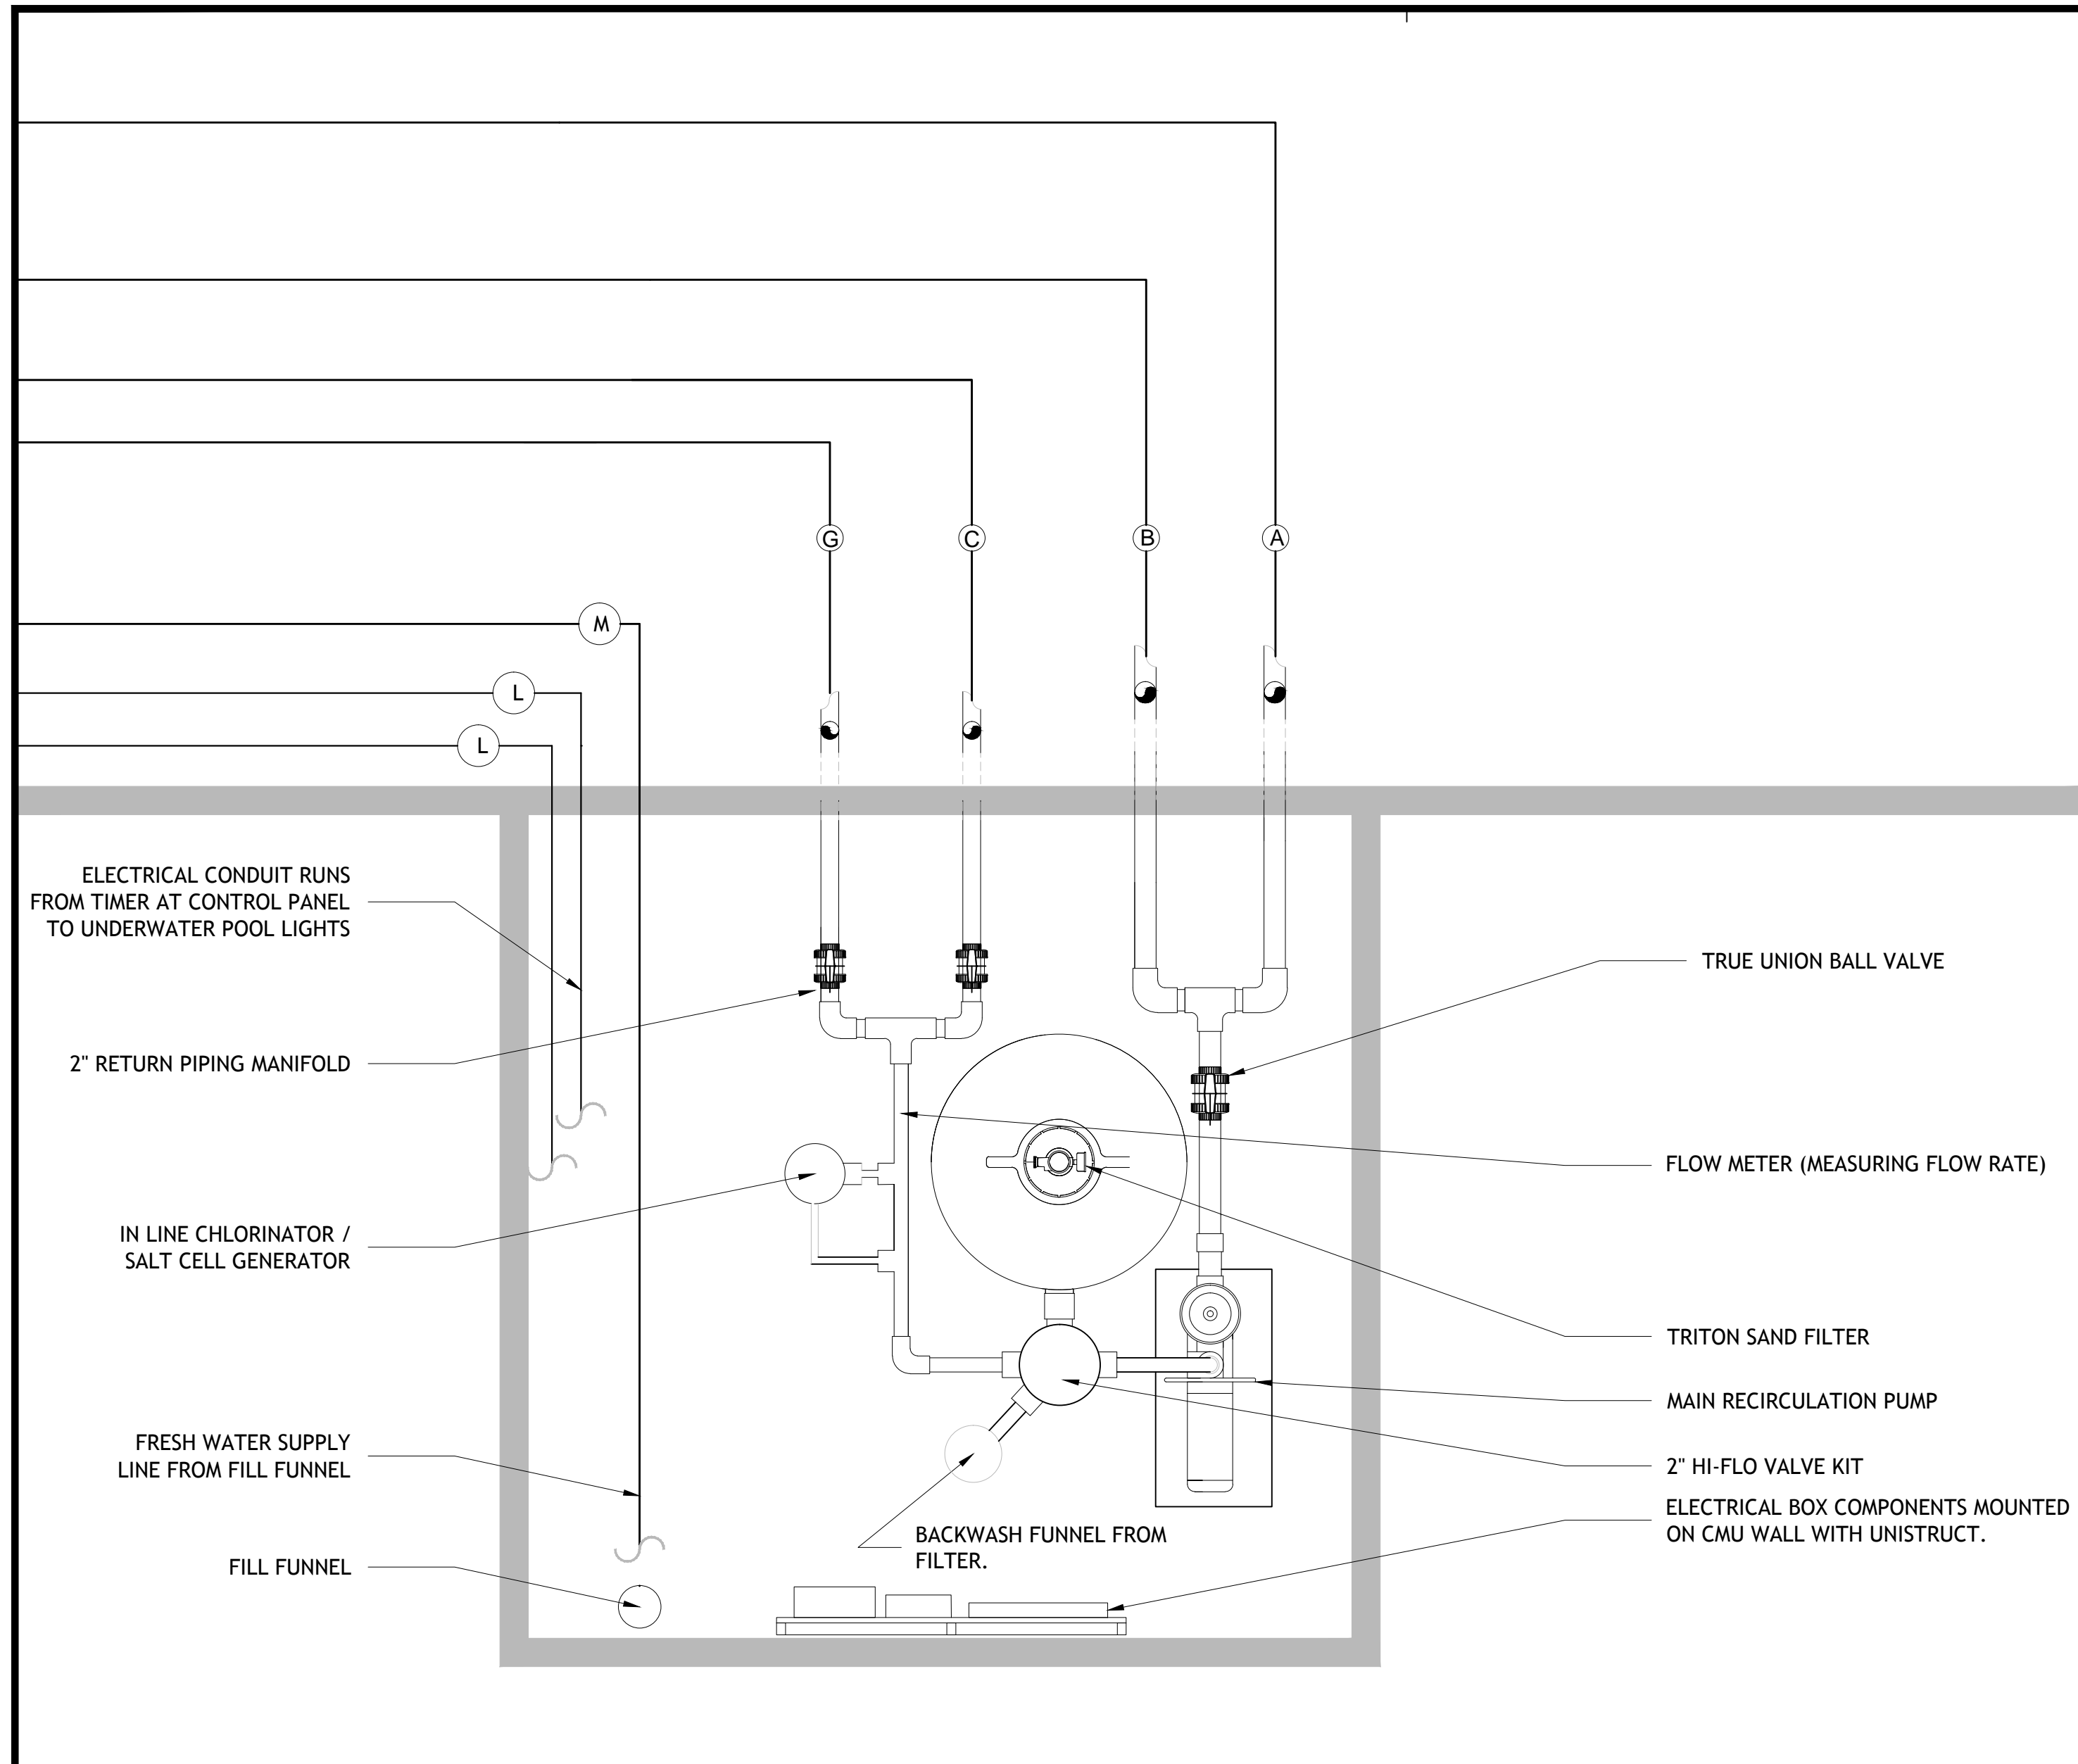 G
C
B
A
M
L
L
ELECTRICAL CONDUIT RUNS
FROM TIMER AT CONTROL PANEL
TO UNDERWATER POOL LIGHTS
2" RETURN PIPING MANIFOLD
IN LINE CHLORINATOR /
SALT CELL GENERATOR
FRESH WATER SUPPLY
LINE FROM FILL FUNNEL
FILL FUNNEL
BACKWASH FUNNEL FROM
FILTER.
TRUE UNION BALL VALVE
FLOW METER (MEASURING FLOW RATE)
TRITON SAND FILTER
MAIN RECIRCULATION PUMP
2" HI-FLO VALVE KIT
ELECTRICAL BOX COMPONENTS MOUNTED
ON CMU WALL WITH UNISTRUCT.